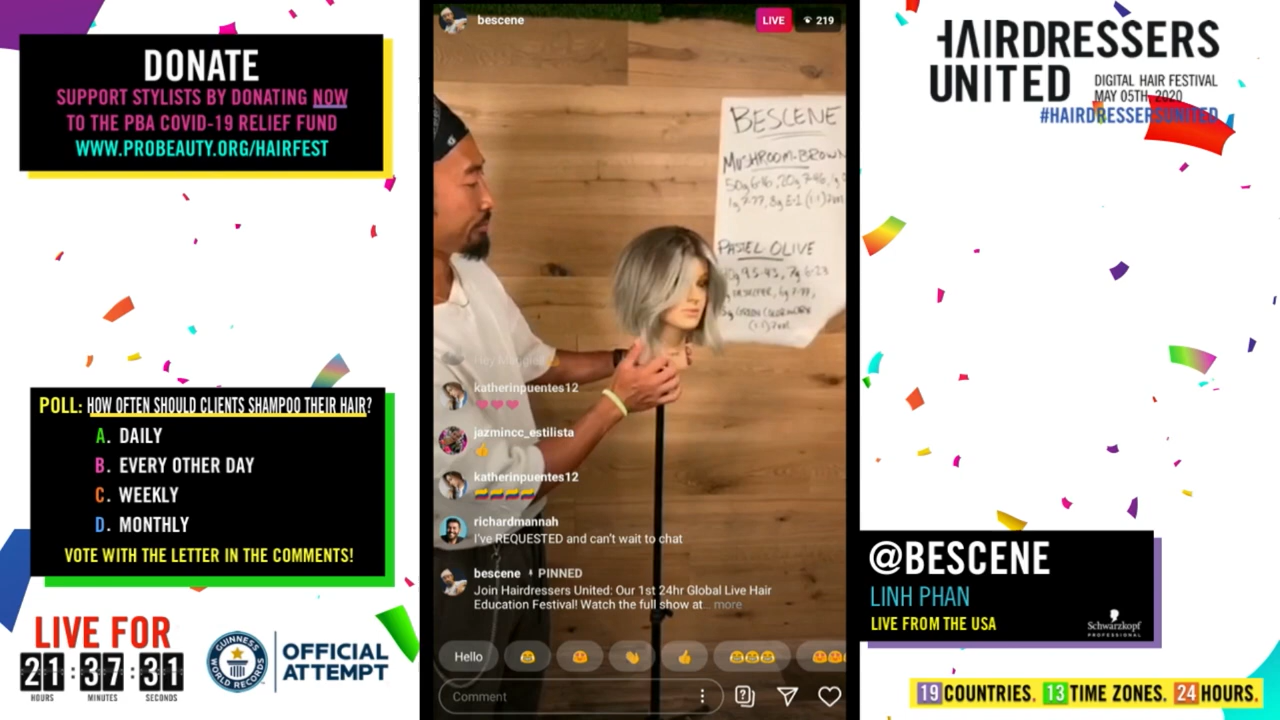 DONATE
SUPPORT STYLISTS BY DONATING NOW
TO THE PBA COVID-19 RELIEF FUND
WWW.PROBEAUTY.ORG/HAIRFEST
POLL: HOW OFTEN SHOULD CLIENTS SHAMPOO THEIR HAIR?
A. DAILY
B. EVERY OTHER DAY
C. WEEKLY
D. MONTHLY
VOTE WITH THE LETTER IN THE COMMENTS!
LIVE FOR
21:37:31
HOURS MINUTES SECONDS
GUINNESS WORLD RECORDS
OFFICIAL
ATTEMPT
bescene
LIVE 219
BESCENE
MUSHROOM-BROWN
PASTEL OLIVE
katherinpuentes12
❤❤❤
jazmincc_estilista
👍
katherinpuentes12
richardmannah
I've REQUESTED and can't wait to chat
bescene PINNED
Join Hairdressers United: Our 1st 24hr Global Live Hair
Education Festival! Watch the full show at… more
Hello
Comment
HAIRDRESSERS
UNITED
DIGITAL HAIR FESTIVAL
MAY 05TH, 2020
#HAIRDRESSERSUNITED
@BESCENE
LINH PHAN
LIVE FROM THE USA
Schwarzkopf
PROFESSIONAL
19 COUNTRIES. 13 TIME ZONES. 24 HOURS.